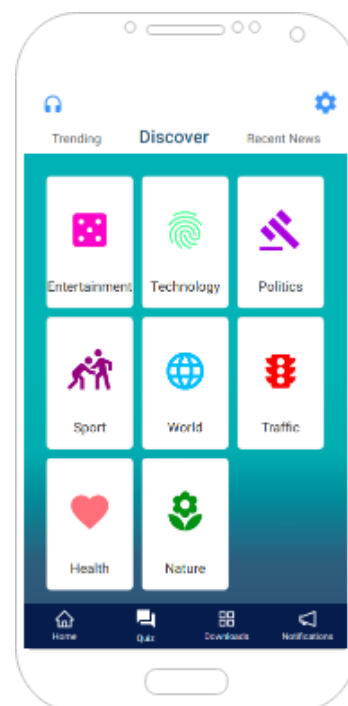 Trending Discover Recent News
Entertainment Technology Politics
Sport World Traffic
Health Nature
Home Quiz Downloads Notifications